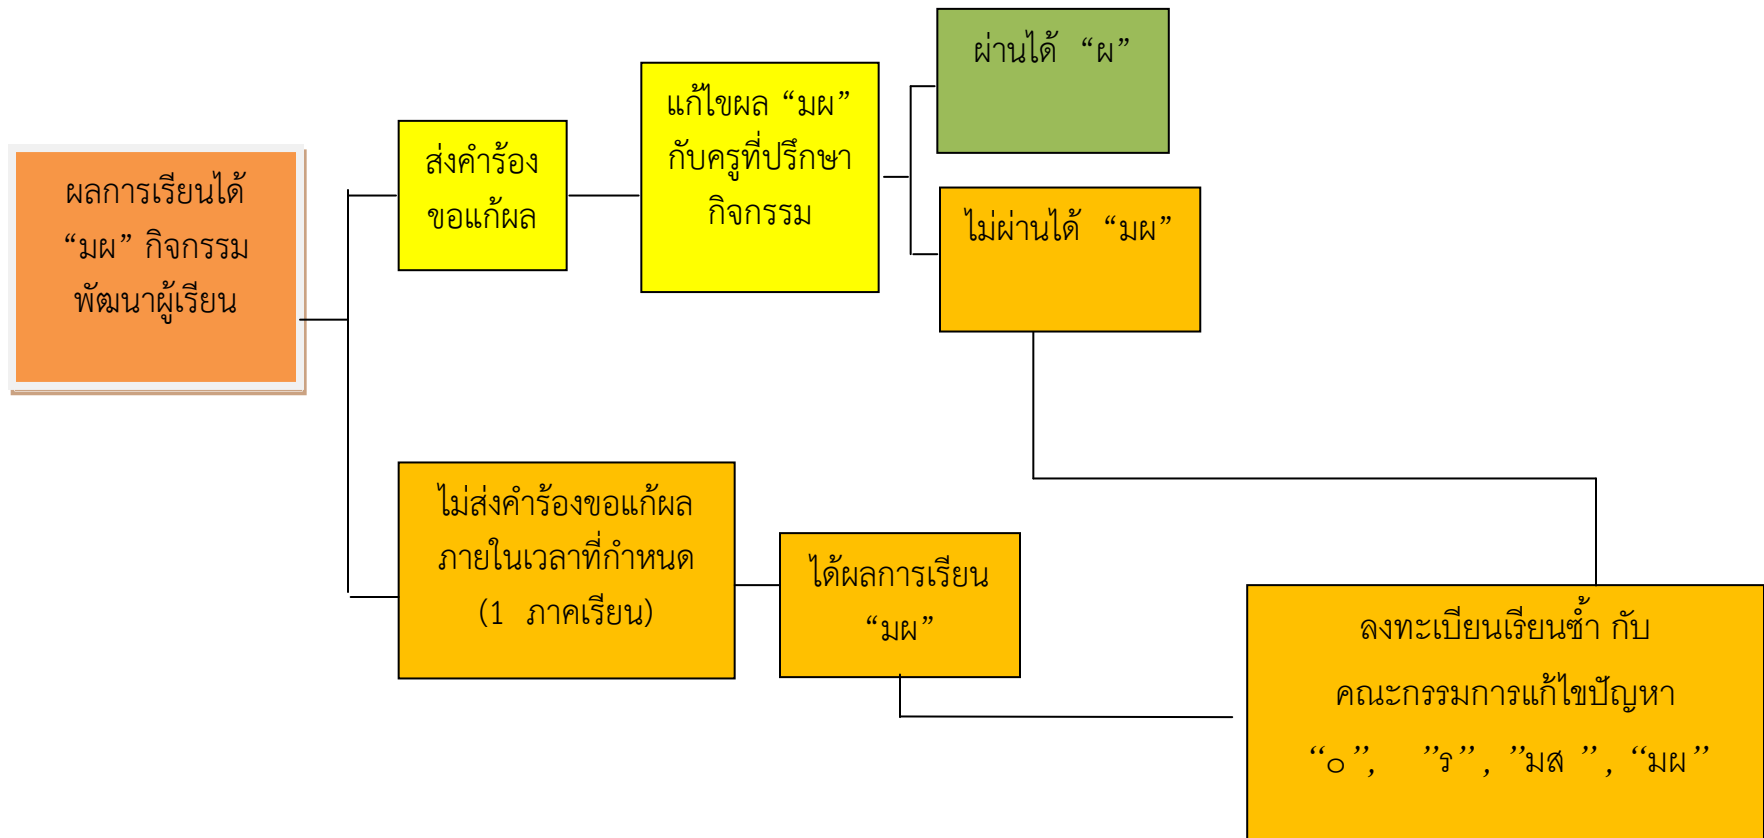 ผลการเรียนได้
“มผ” กิจกรรม
พัฒนาผู้เรียน
ส่งคำร้อง
ขอแก้ผล
แก้ไขผล “มผ”
กับครูที่ปรึกษา
กิจกรรม
ผ่านได้ “ผ”
ไม่ผ่านได้ “มผ”
ไม่ส่งคำร้องขอแก้ผล
ภายในเวลาที่กำหนด
(1 ภาคเรียน)
ได้ผลการเรียน
“มผ”
ลงทะเบียนเรียนซ้ำ กับ
คณะกรรมการแก้ไขปัญหา
“๐”, ”ร”, ”มส ”, “มผ”